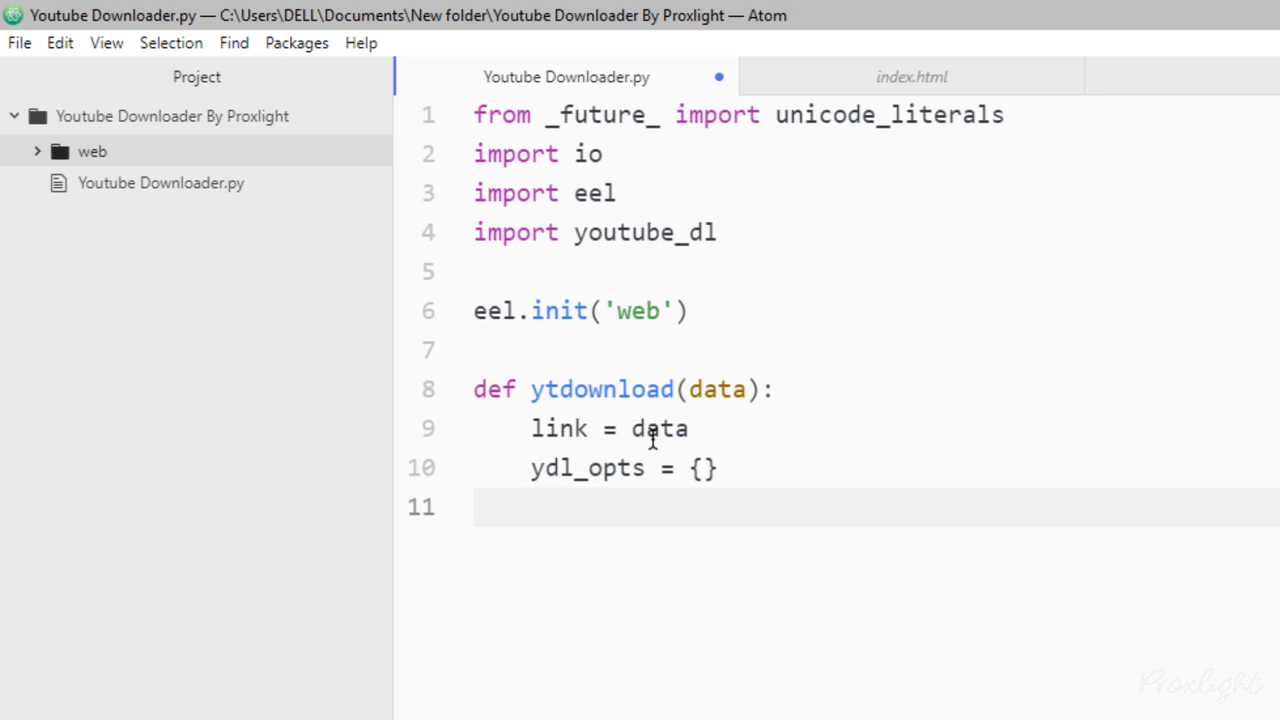 Youtube Downloader.py — C:\Users\DELL\Documents\New folder\Youtube Downloader By Proxlight — Atom
File Edit View Selection Find Packages Help
Project
Youtube Downloader.py
index.html
Youtube Downloader By Proxlight
web
Youtube Downloader.py
1 from _future_ import unicode_literals
2 import io
3 import eel
4 import youtube_dl
5
6 eel.init('web')
7
8 def ytdownload(data):
9 link = data
10 ydl_opts = {}
11
Proxlight